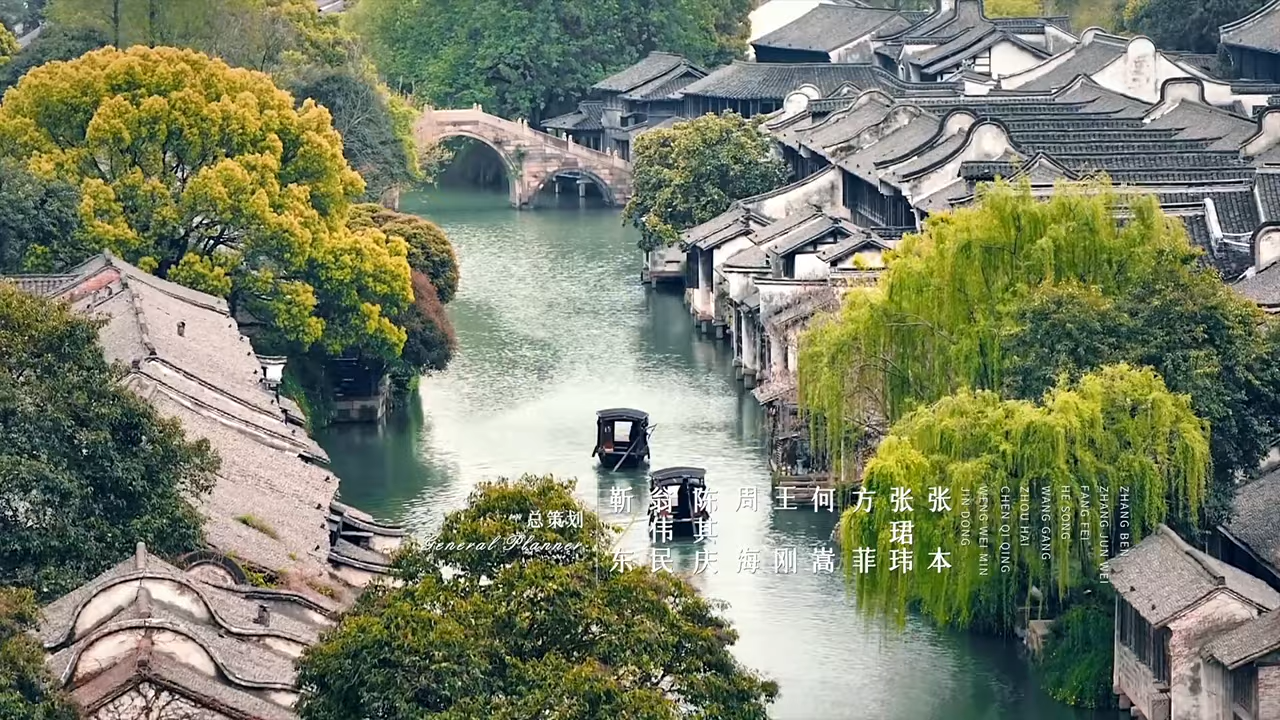 总策划
General Planner
靳东
翁伟民
陈其庆
周海
王刚
何嵩
方菲
张珺玮
张本
JIN DONG
WENG WEI MIN
CHEN QI QING
ZHOU HAI
WANG GANG
HE SONG
FANG FEI
ZHANG JUN WEI
ZHANG BEN